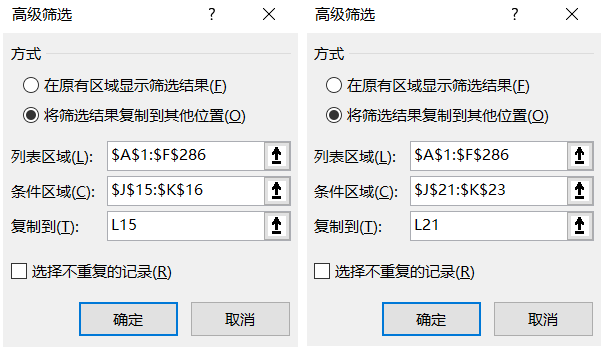 高级筛选 ?
方式
在原有区域显示筛选结果(F)
将筛选结果复制到其他位置(O)
列表区域(L): $A$1:$F$286
条件区域(C): $J$15:$K$16
复制到(T): L15
选择不重复的记录(R)
确定 取消
高级筛选 ?
方式
在原有区域显示筛选结果(F)
将筛选结果复制到其他位置(O)
列表区域(L): $A$1:$F$286
条件区域(C): $J$21:$K$23
复制到(T): L21
选择不重复的记录(R)
确定 取消